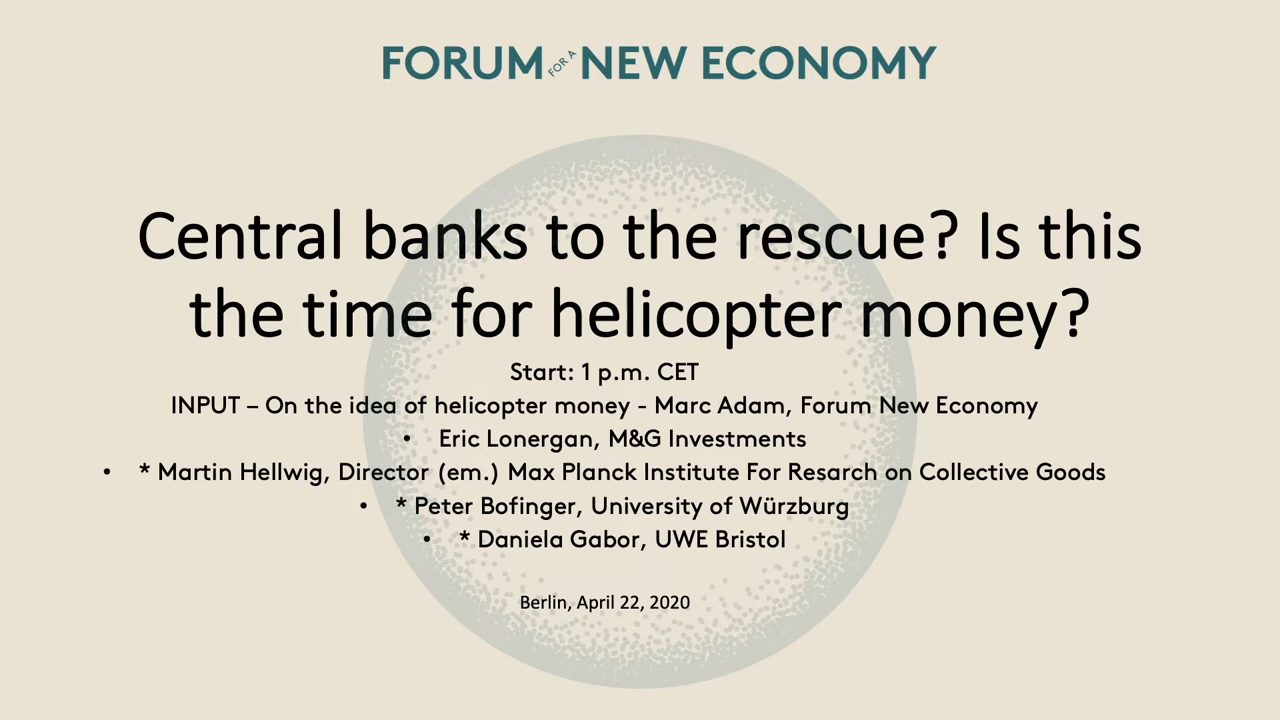 FORUM FOR A NEW ECONOMY
Central banks to the rescue? Is this
the time for helicopter money?
Start: 1 p.m. CET
INPUT – On the idea of helicopter money - Marc Adam, Forum New Economy
• Eric Lonergan, M&G Investments
• * Martin Hellwig, Director (em.) Max Planck Institute For Resarch on Collective Goods
• * Peter Bofinger, University of Würzburg
• * Daniela Gabor, UWE Bristol
Berlin, April 22, 2020